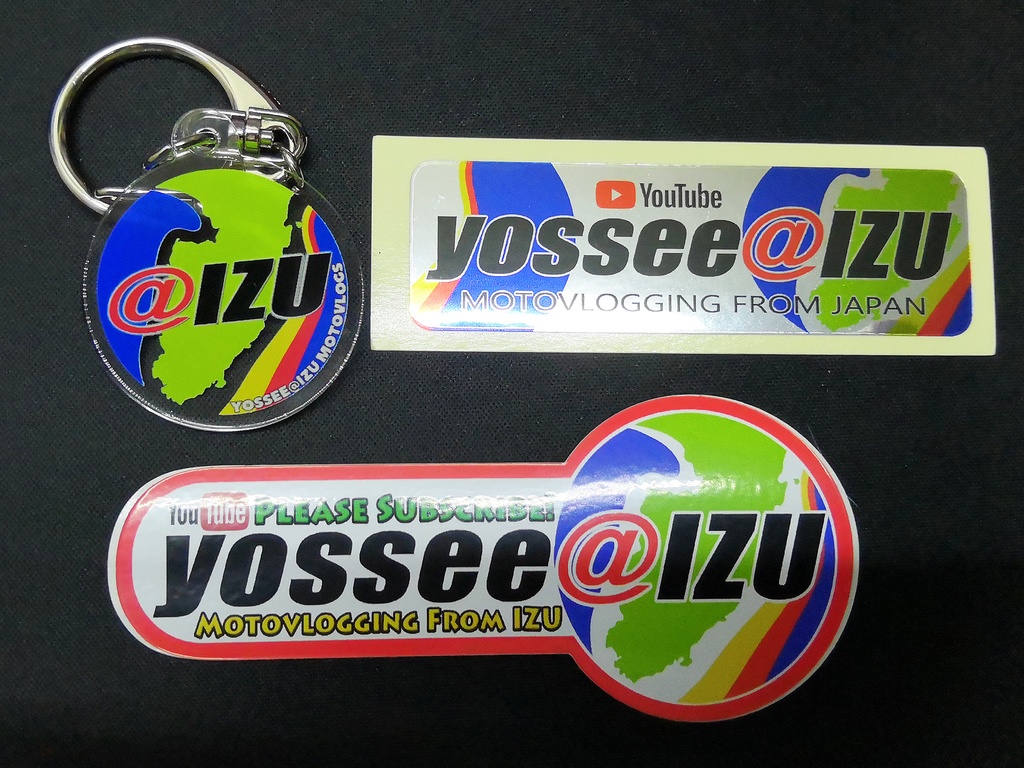 @IZU
YOSSEE@IZU MOTOVLOGS
YouTube
yossee@IZU
MOTOVLOGGING FROM JAPAN
YouTube PLEASE SUBSCRIBE!
yossee@IZU
MOTOVLOGGING FROM IZU